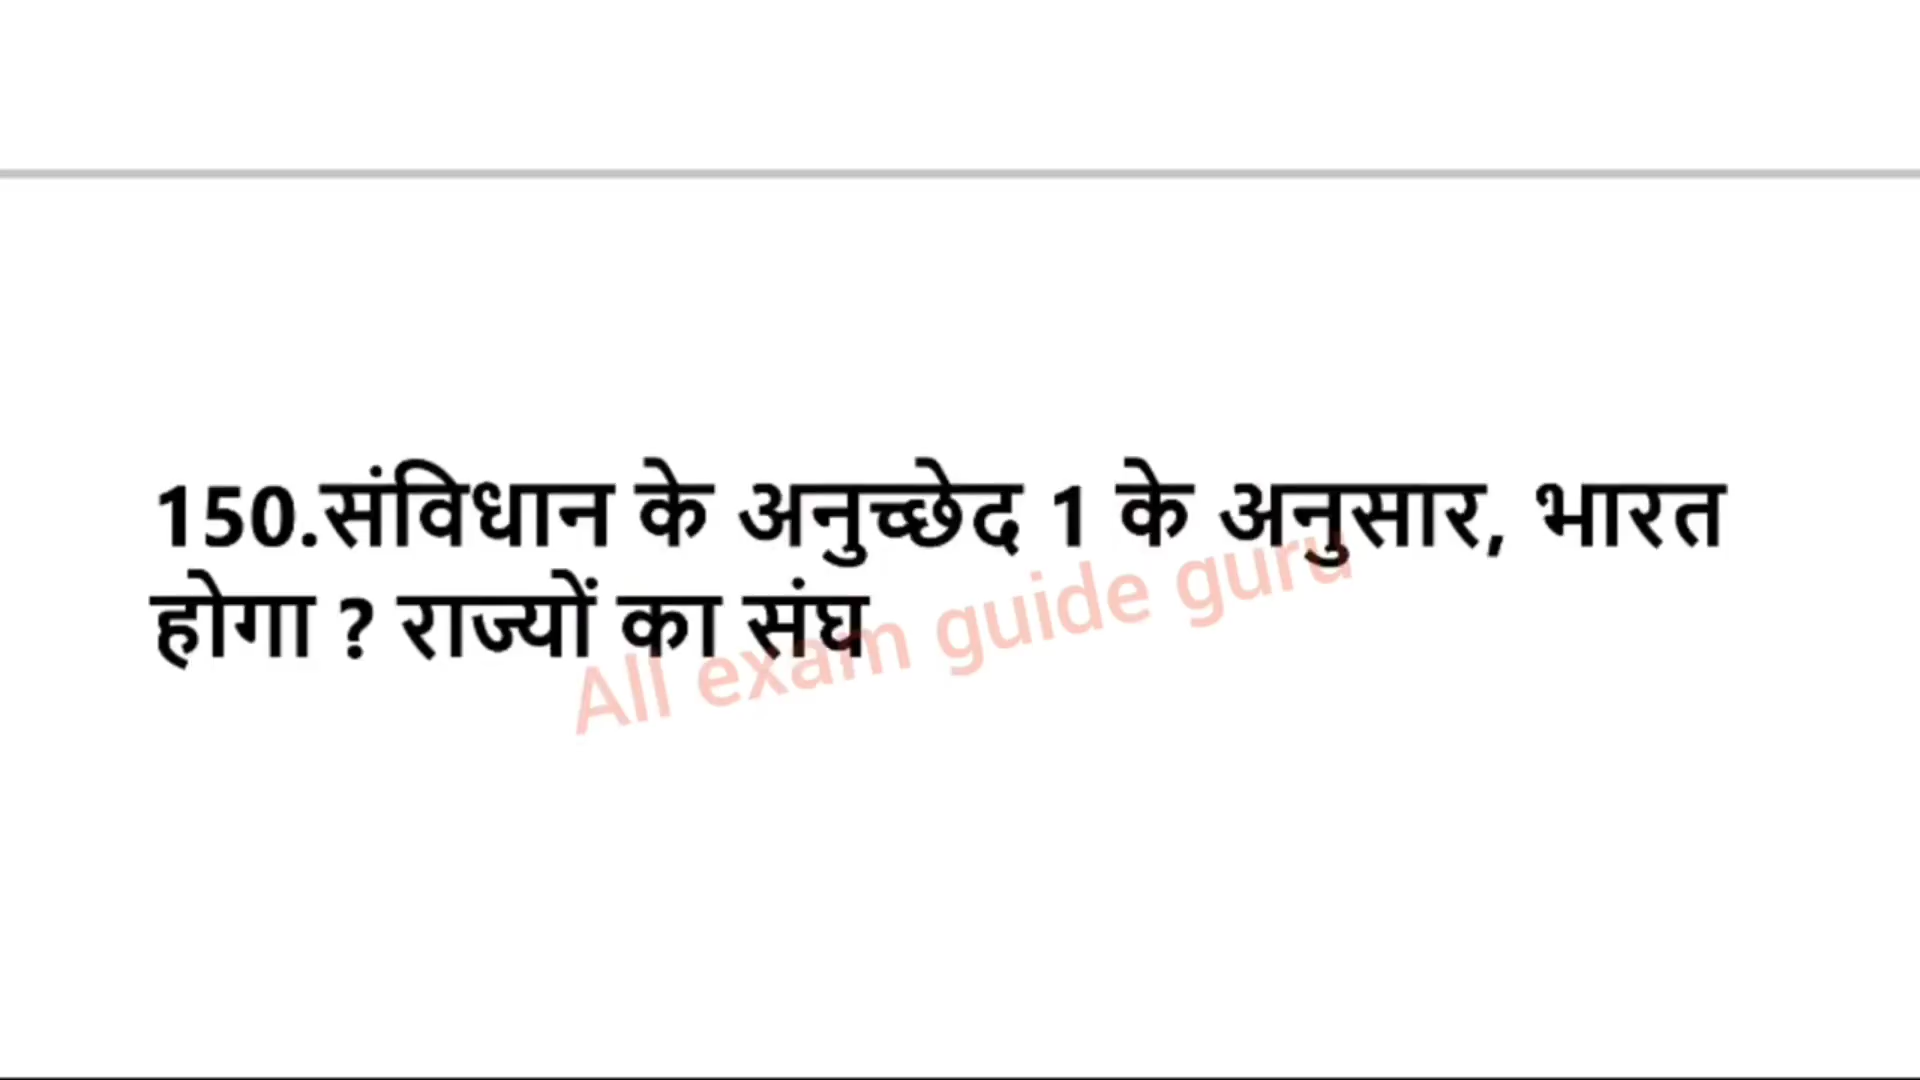 150.संविधान के अनुच्छेद 1 के अनुसार, भारत
होगा ? राज्यों का संघ
All exam guide guru